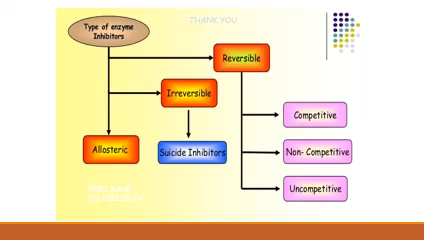 THANK YOU
Type of enzyme
Inhibitors
Reversible
Irreversible
Competitive
Allosteric
Suicide Inhibitors
Non- Competitive
Uncompetitive